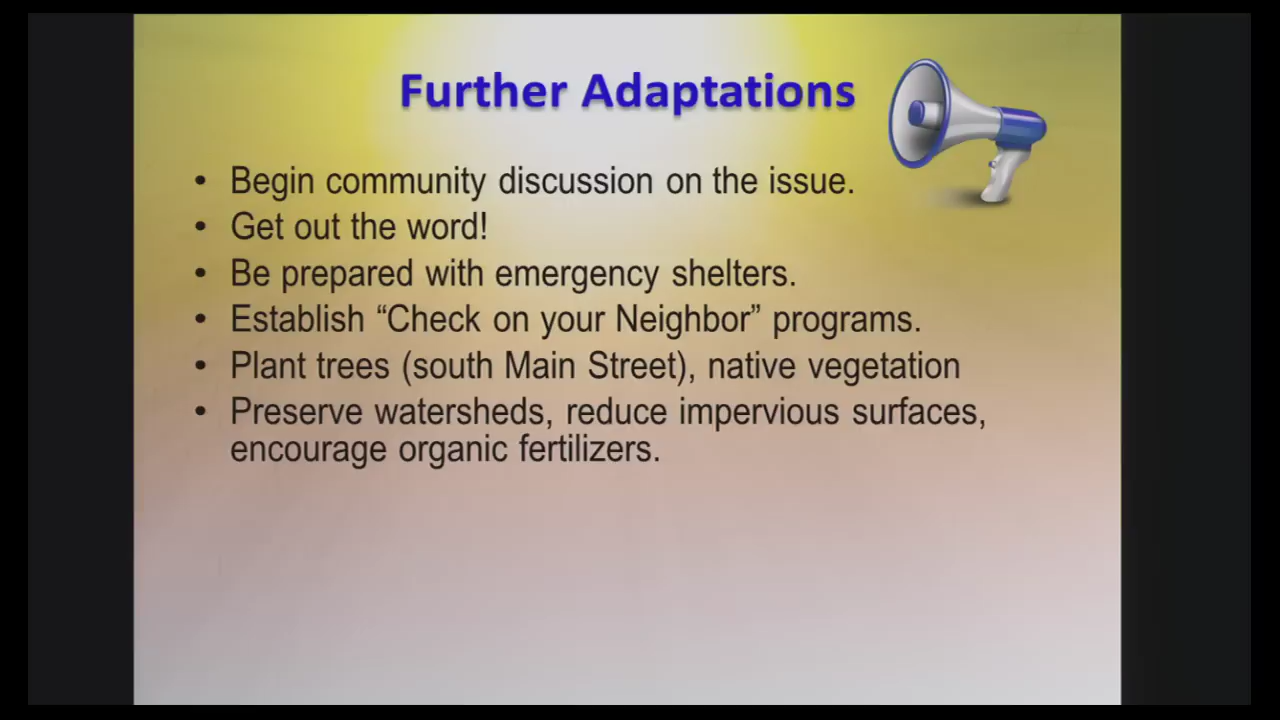 Further Adaptations
• Begin community discussion on the issue.
• Get out the word!
• Be prepared with emergency shelters.
• Establish “Check on your Neighbor” programs.
• Plant trees (south Main Street), native vegetation
• Preserve watersheds, reduce impervious surfaces,
encourage organic fertilizers.